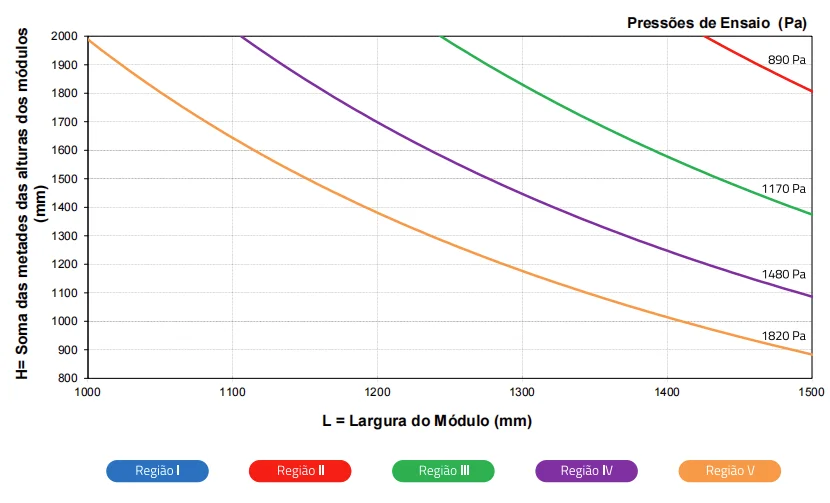 Pressões de Ensaio (Pa)
H= Soma das metades das alturas dos módulos
(mm)
2000
1900
1800
1700
1600
1500
1400
1300
1200
1100
1000
900
800
890 Pa
1170 Pa
1480 Pa
1820 Pa
1000
1100
1200
1300
1400
1500
L = Largura do Módulo (mm)
Região I
Região II
Região III
Região IV
Região V